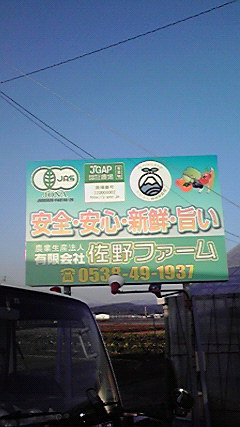 JAS
JONA
JGAP
安全・安心・新鮮・旨い
農業生産法人
有限会社 佐野ファーム
☎0538-49-1937